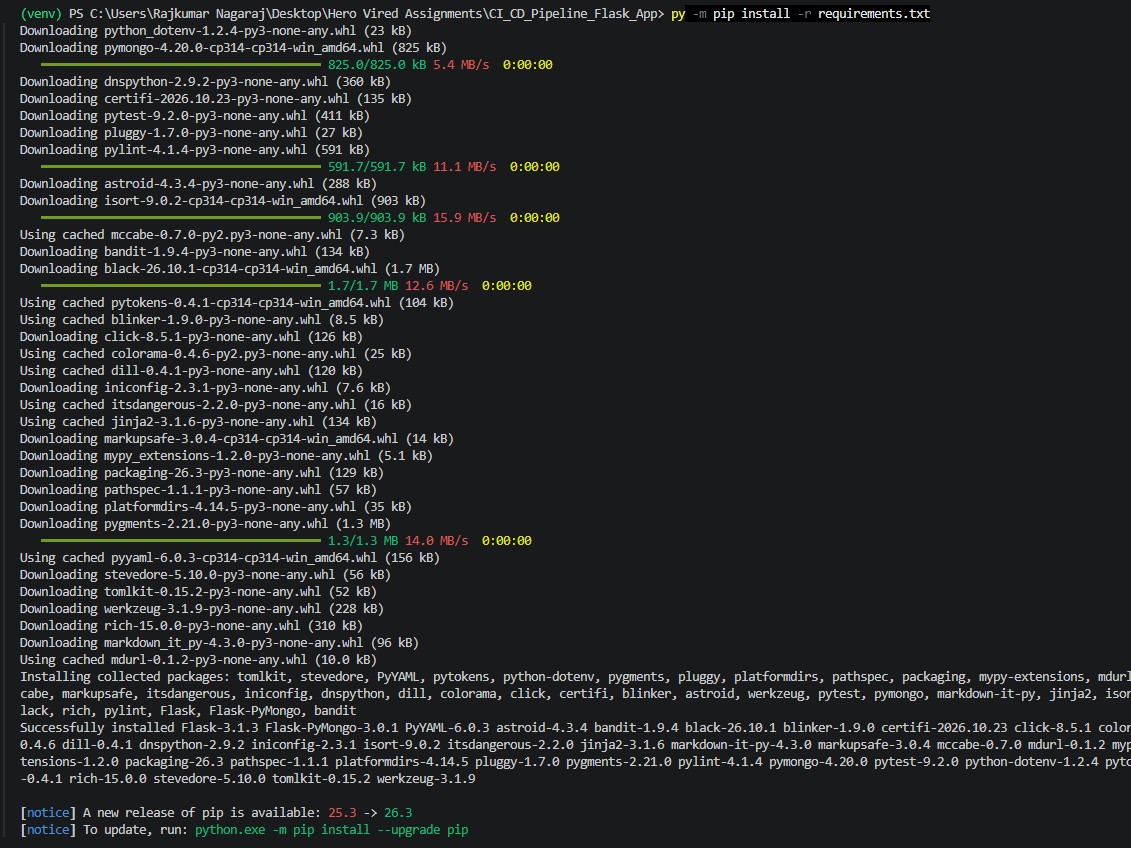 (venv) PS C:\Users\Rajkumar Nagaraj\Desktop\Hero Vired Assignments\CI_CD_Pipeline_Flask_App> py -m pip install -r requirements.txt
Downloading python_dotenv-1.2.4-py3-none-any.whl (23 kB)
Downloading pymongo-4.20.0-cp314-cp314-win_amd64.whl (825 kB)
825.0/825.0 kB 5.4 MB/s 0:00:00
Downloading dnspython-2.9.2-py3-none-any.whl (360 kB)
Downloading certifi-2026.10.23-py3-none-any.whl (135 kB)
Downloading pytest-9.2.0-py3-none-any.whl (411 kB)
Downloading pluggy-1.7.0-py3-none-any.whl (27 kB)
Downloading pylint-4.1.4-py3-none-any.whl (591 kB)
591.7/591.7 kB 11.1 MB/s 0:00:00
Downloading astroid-4.3.4-py3-none-any.whl (288 kB)
Downloading isort-9.0.2-cp314-cp314-win_amd64.whl (903 kB)
903.9/903.9 kB 15.9 MB/s 0:00:00
Using cached mccabe-0.7.0-py2.py3-none-any.whl (7.3 kB)
Downloading bandit-1.9.4-py3-none-any.whl (134 kB)
Downloading black-26.10.1-cp314-cp314-win_amd64.whl (1.7 MB)
1.7/1.7 MB 12.6 MB/s 0:00:00
Using cached pytokens-0.4.1-cp314-cp314-win_amd64.whl (104 kB)
Using cached blinker-1.9.0-py3-none-any.whl (8.5 kB)
Downloading click-8.5.1-py3-none-any.whl (126 kB)
Using cached colorama-0.4.6-py2.py3-none-any.whl (25 kB)
Using cached dill-0.4.1-py3-none-any.whl (120 kB)
Downloading iniconfig-2.3.1-py3-none-any.whl (7.6 kB)
Using cached itsdangerous-2.2.0-py3-none-any.whl (16 kB)
Using cached jinja2-3.1.6-py3-none-any.whl (134 kB)
Downloading markupsafe-3.0.4-cp314-cp314-win_amd64.whl (14 kB)
Downloading mypy_extensions-1.2.0-py3-none-any.whl (5.1 kB)
Downloading packaging-26.3-py3-none-any.whl (129 kB)
Downloading pathspec-1.1.1-py3-none-any.whl (57 kB)
Downloading platformdirs-4.14.5-py3-none-any.whl (35 kB)
Downloading pygments-2.21.0-py3-none-any.whl (1.3 MB)
1.3/1.3 MB 14.0 MB/s 0:00:00
Using cached pyyaml-6.0.3-cp314-cp314-win_amd64.whl (156 kB)
Downloading stevedore-5.10.0-py3-none-any.whl (56 kB)
Downloading tomlkit-0.15.2-py3-none-any.whl (52 kB)
Downloading werkzeug-3.1.9-py3-none-any.whl (228 kB)
Downloading rich-15.0.0-py3-none-any.whl (310 kB)
Downloading markdown_it_py-4.3.0-py3-none-any.whl (96 kB)
Using cached mdurl-0.1.2-py3-none-any.whl (10.0 kB)
Installing collected packages: tomlkit, stevedore, PyYAML, pytokens, python-dotenv, pygments, pluggy, platformdirs, pathspec, packaging, mypy-extensions, mdurl
cabe, markupsafe, itsdangerous, iniconfig, dnspython, dill, colorama, click, certifi, blinker, astroid, werkzeug, pytest, pymongo, markdown-it-py, jinja2, isor
lack, rich, pylint, Flask, Flask-PyMongo, bandit
Successfully installed Flask-3.1.3 Flask-PyMongo-3.0.1 PyYAML-6.0.3 astroid-4.3.4 bandit-1.9.4 black-26.10.1 blinker-1.9.0 certifi-2026.10.23 click-8.5.1 color
0.4.6 dill-0.4.1 dnspython-2.9.2 iniconfig-2.3.1 isort-9.0.2 itsdangerous-2.2.0 jinja2-3.1.6 markdown-it-py-4.3.0 markupsafe-3.0.4 mccabe-0.7.0 mdurl-0.1.2 myp
tensions-1.2.0 packaging-26.3 pathspec-1.1.1 platformdirs-4.14.5 pluggy-1.7.0 pygments-2.21.0 pylint-4.1.4 pymongo-4.20.0 pytest-9.2.0 python-dotenv-1.2.4 pyto
-0.4.1 rich-15.0.0 stevedore-5.10.0 tomlkit-0.15.2 werkzeug-3.1.9
[notice] A new release of pip is available: 25.3 -> 26.3
[notice] To update, run: python.exe -m pip install --upgrade pip